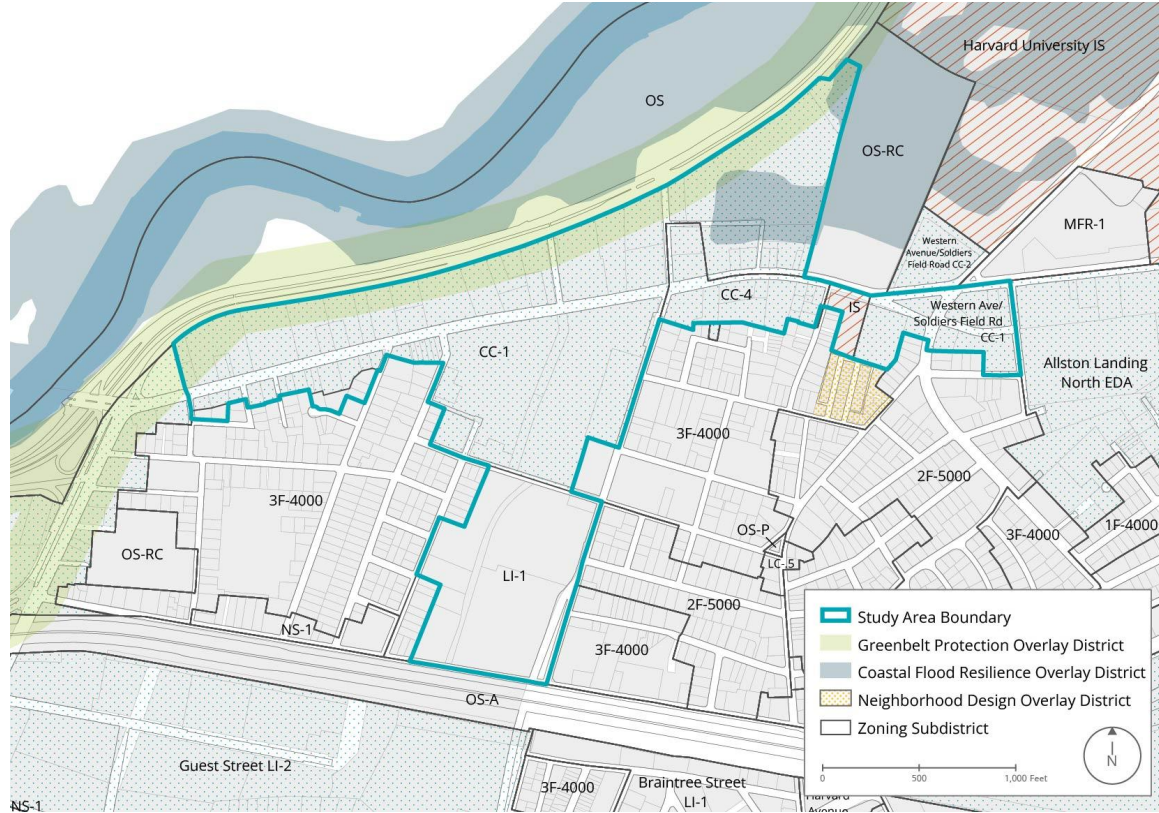 Harvard University IS
OS
OS-RC
MFR-1
Western
Avenue/Soldiers
Field Road CC-2
CC-4
IS
Western Ave/
Soldiers Field Rd
CC-1
CC-1
Allston Landing
North EDA
3F-4000
2F-5000
3F-4000
OS-P
3F-4000
1F-4000
OS-RC
LC-.5
LI-1
2F-5000
NS-1
3F-4000
OS-A
Guest Street LI-2
3F-4000
Braintree Street
LI-1
Harvard
Avenue
NS-1
Study Area Boundary
Greenbelt Protection Overlay District
Coastal Flood Resilience Overlay District
Neighborhood Design Overlay District
Zoning Subdistrict
0 500 1,000 Feet
N